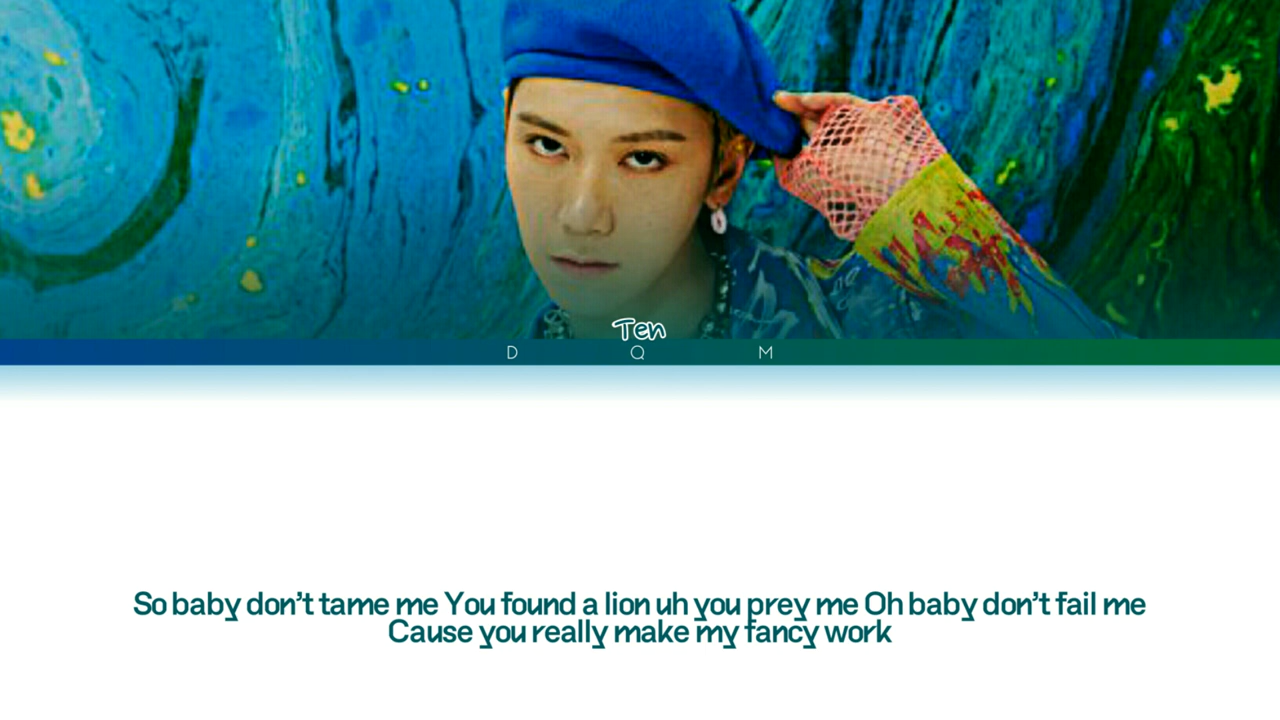 Ten
D Q M
So baby don't tame me You found a lion uh you prey me Oh baby don't fail me
Cause you really make my fancy work